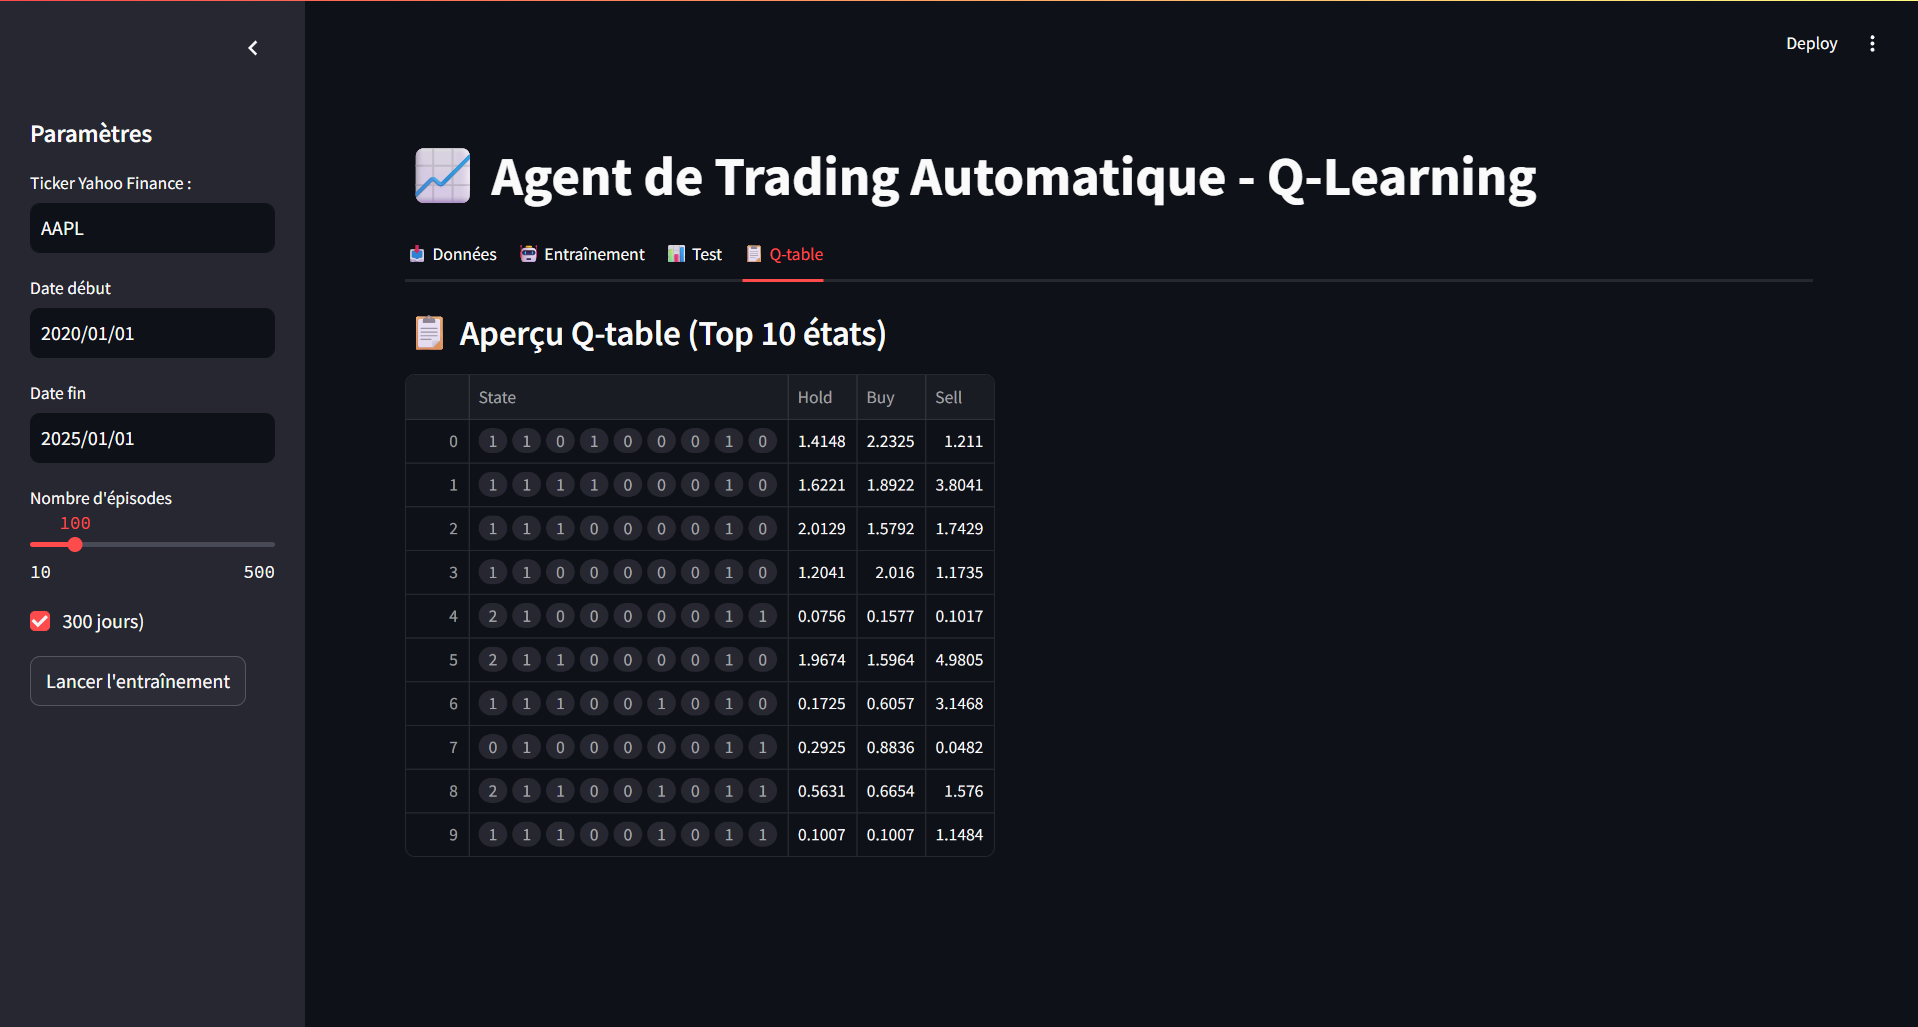 Deploy
Paramètres
Ticker Yahoo Finance :
AAPL
Date début
2020/01/01
Date fin
2025/01/01
Nombre d'épisodes
100
10 500
300 jours)
Lancer l'entraînement
Agent de Trading Automatique - Q-Learning
Données Entraînement Test Q-table
Aperçu Q-table (Top 10 états)
State Hold Buy Sell
0 1 1 0 1 0 0 0 1 0 1.4148 2.2325 1.211
1 1 1 1 1 0 0 0 1 0 1.6221 1.8922 3.8041
2 1 1 1 0 0 0 0 1 0 2.0129 1.5792 1.7429
3 1 1 0 0 0 0 0 1 0 1.2041 2.016 1.1735
4 2 1 0 0 0 0 0 1 1 0.0756 0.1577 0.1017
5 2 1 1 0 0 0 0 1 0 1.9674 1.5964 4.9805
6 1 1 1 0 0 1 0 1 0 0.1725 0.6057 3.1468
7 0 1 0 0 0 0 0 1 1 0.2925 0.8836 0.0482
8 2 1 1 0 0 1 0 1 1 0.5631 0.6654 1.576
9 1 1 1 0 0 1 0 1 1 0.1007 0.1007 1.1484